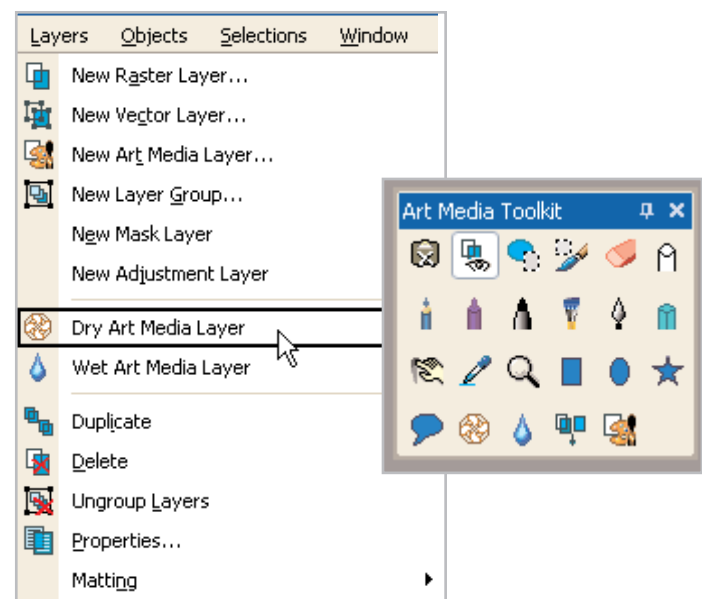 Layers Objects Selections Window
New Raster Layer...
New Vector Layer...
New Art Media Layer...
New Layer Group...
New Mask Layer
New Adjustment Layer
Dry Art Media Layer
Wet Art Media Layer
Duplicate
Delete
Ungroup Layers
Properties...
Matting
Art Media Toolkit